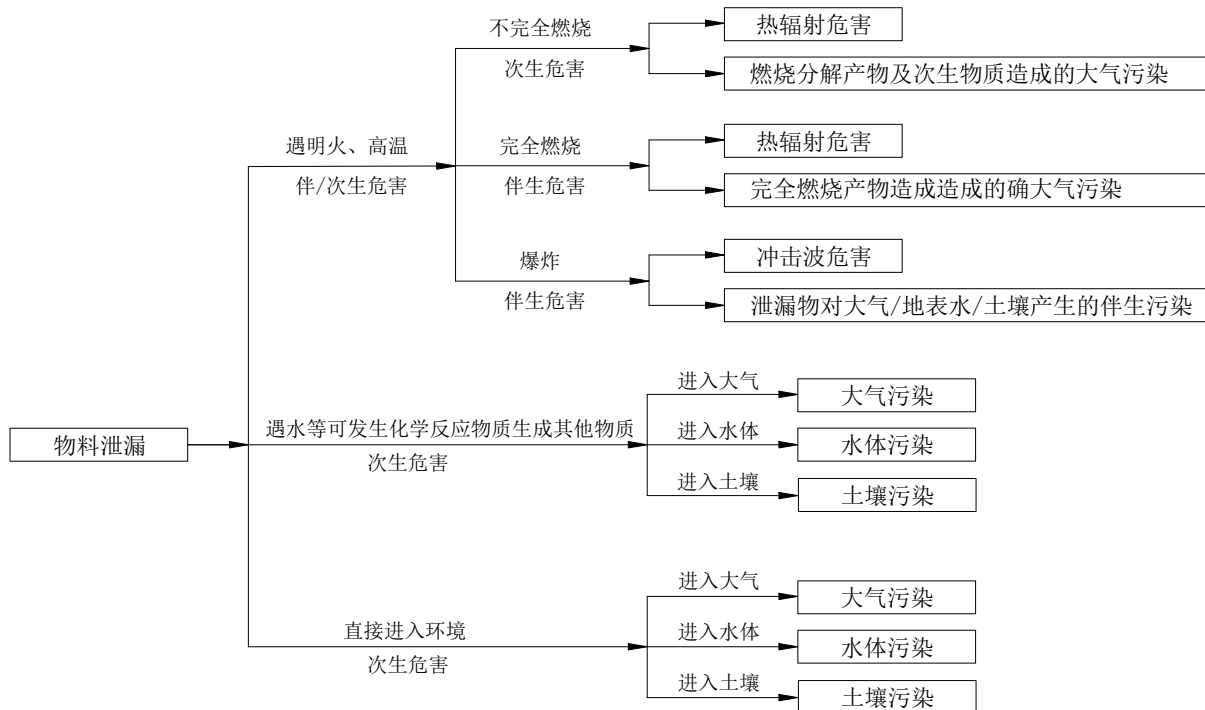 不完全燃烧
次生危害
热辐射危害
燃烧分解产物及次生物质造成的大气污染
遇明火、高温
伴/次生危害
完全燃烧
伴生危害
热辐射危害
完全燃烧产物造成造成的确大气污染
爆炸
伴生危害
冲击波危害
泄漏物对大气/地表水/土壤产生的伴生污染
物料泄漏
遇水等可发生化学反应物质生成其他物质
次生危害
进入大气
大气污染
进入水体
水体污染
进入土壤
土壤污染
直接进入环境
次生危害
进入大气
大气污染
进入水体
水体污染
进入土壤
土壤污染